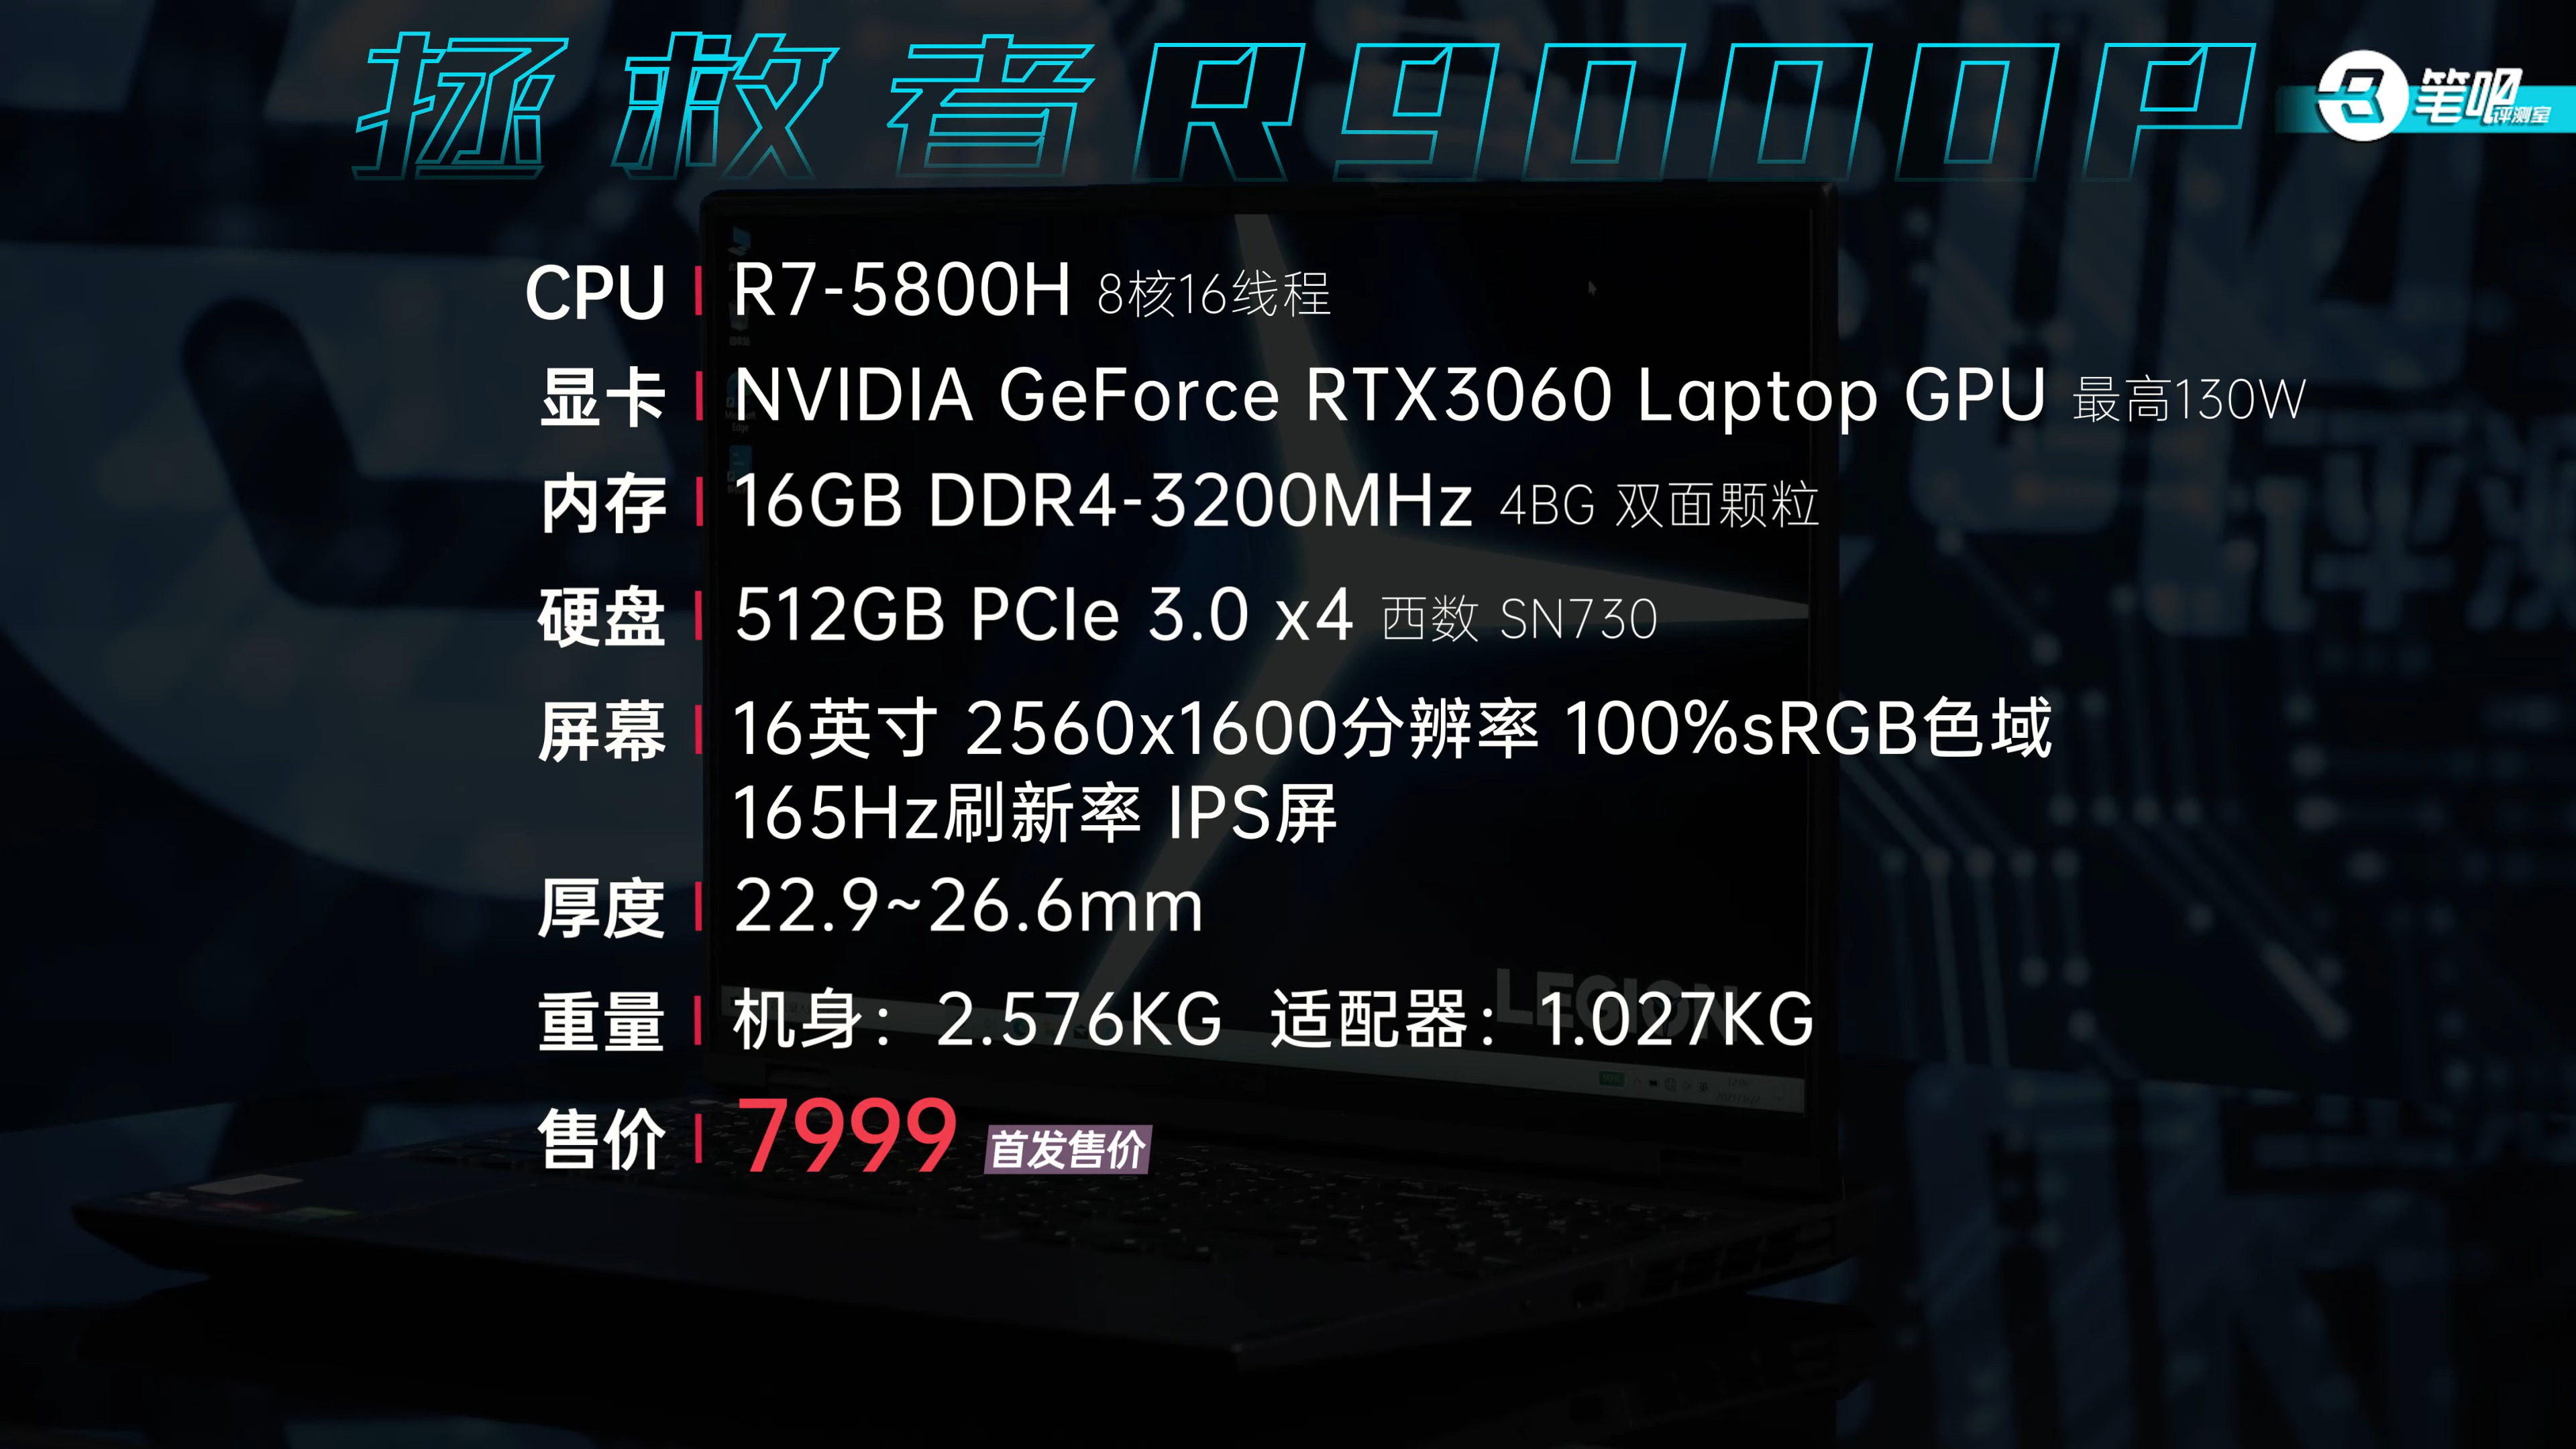 拯救者R9000P
笔吧评测室
CPU R7-5800H 8核16线程
显卡 NVIDIA GeForce RTX3060 Laptop GPU 最高130W
内存 16GB DDR4-3200MHz 4BG 双面颗粒
硬盘 512GB PCIe 3.0 x4 西数 SN730
屏幕 16英寸 2560x1600分辨率 100%sRGB色域
165Hz刷新率 IPS屏
厚度 22.9~26.6mm
重量 机身：2.576KG 适配器：1.027KG
LEGION
售价 7999 首发售价